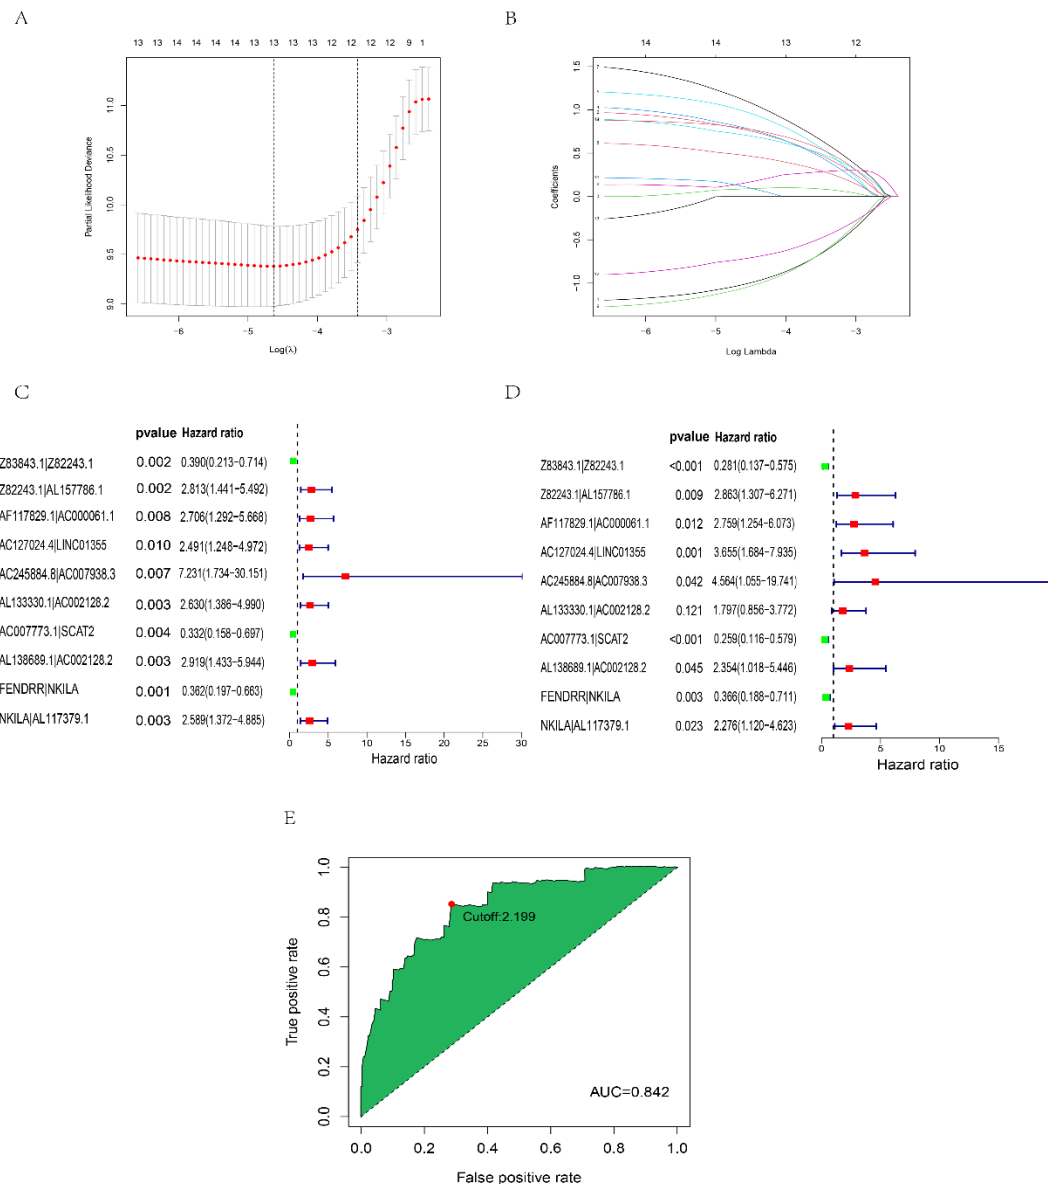 A
13 13 14 14 14 14 13 13 13 13 12 12 12 12 9 1
Partial Likelihood Deviance
11.0
10.5
10.0
9.5
9.0
−6 −5 −4 −3
Log(λ)
B
14 14 13 12
Coefficients
1.5
1.0
0.5
0.0
−0.5
−1.0
−6 −5 −4 −3
Log Lambda
C
pvalue Hazard ratio
Z83843.1|Z82243.1 0.002 0.390(0.213−0.714)
Z82243.1|AL157786.1 0.002 2.813(1.441−5.492)
AF117829.1|AC000061.1 0.008 2.706(1.292−5.668)
AC127024.4|LINC01355 0.010 2.491(1.248−4.972)
AC245884.8|AC007938.3 0.007 7.231(1.734−30.151)
AL133330.1|AC002128.2 0.003 2.630(1.386−4.990)
AC007773.1|SCAT2 0.004 0.332(0.158−0.697)
AL138689.1|AC002128.2 0.003 2.919(1.433−5.944)
FENDRR|NKILA 0.001 0.362(0.197−0.663)
NKILA|AL117379.1 0.003 2.589(1.372−4.885)
0 5 10 15 20 25 30
Hazard ratio
D
pvalue Hazard ratio
Z83843.1|Z82243.1 <0.001 0.281(0.137−0.575)
Z82243.1|AL157786.1 0.009 2.863(1.307−6.271)
AF117829.1|AC000061.1 0.012 2.759(1.254−6.073)
AC127024.4|LINC01355 0.001 3.655(1.684−7.935)
AC245884.8|AC007938.3 0.042 4.564(1.055−19.741)
AL133330.1|AC002128.2 0.121 1.797(0.856−3.772)
AC007773.1|SCAT2 <0.001 0.259(0.116−0.579)
AL138689.1|AC002128.2 0.045 2.354(1.018−5.446)
FENDRR|NKILA 0.003 0.366(0.188−0.711)
NKILA|AL117379.1 0.023 2.276(1.120−4.623)
0 5 10 15
Hazard ratio
E
True positive rate
1.0
0.8
0.6
0.4
0.2
0.0
Cutoff:2.199
AUC=0.842
0.0 0.2 0.4 0.6 0.8 1.0
False positive rate